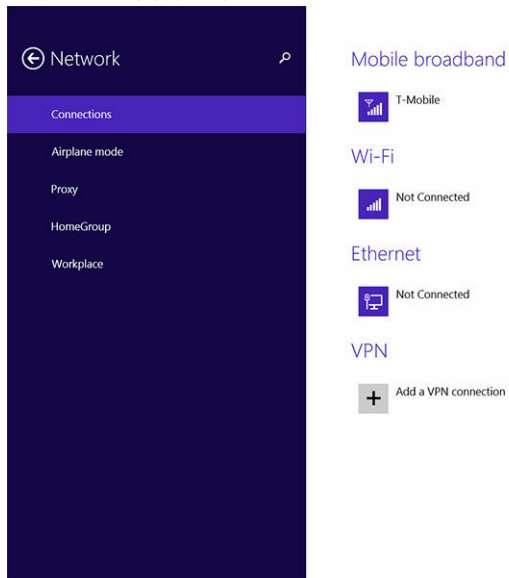 Network
Connections
Airplane mode
Proxy
HomeGroup
Workplace
Mobile broadband
T-Mobile
Wi-Fi
Not Connected
Ethernet
Not Connected
VPN
Add a VPN connection